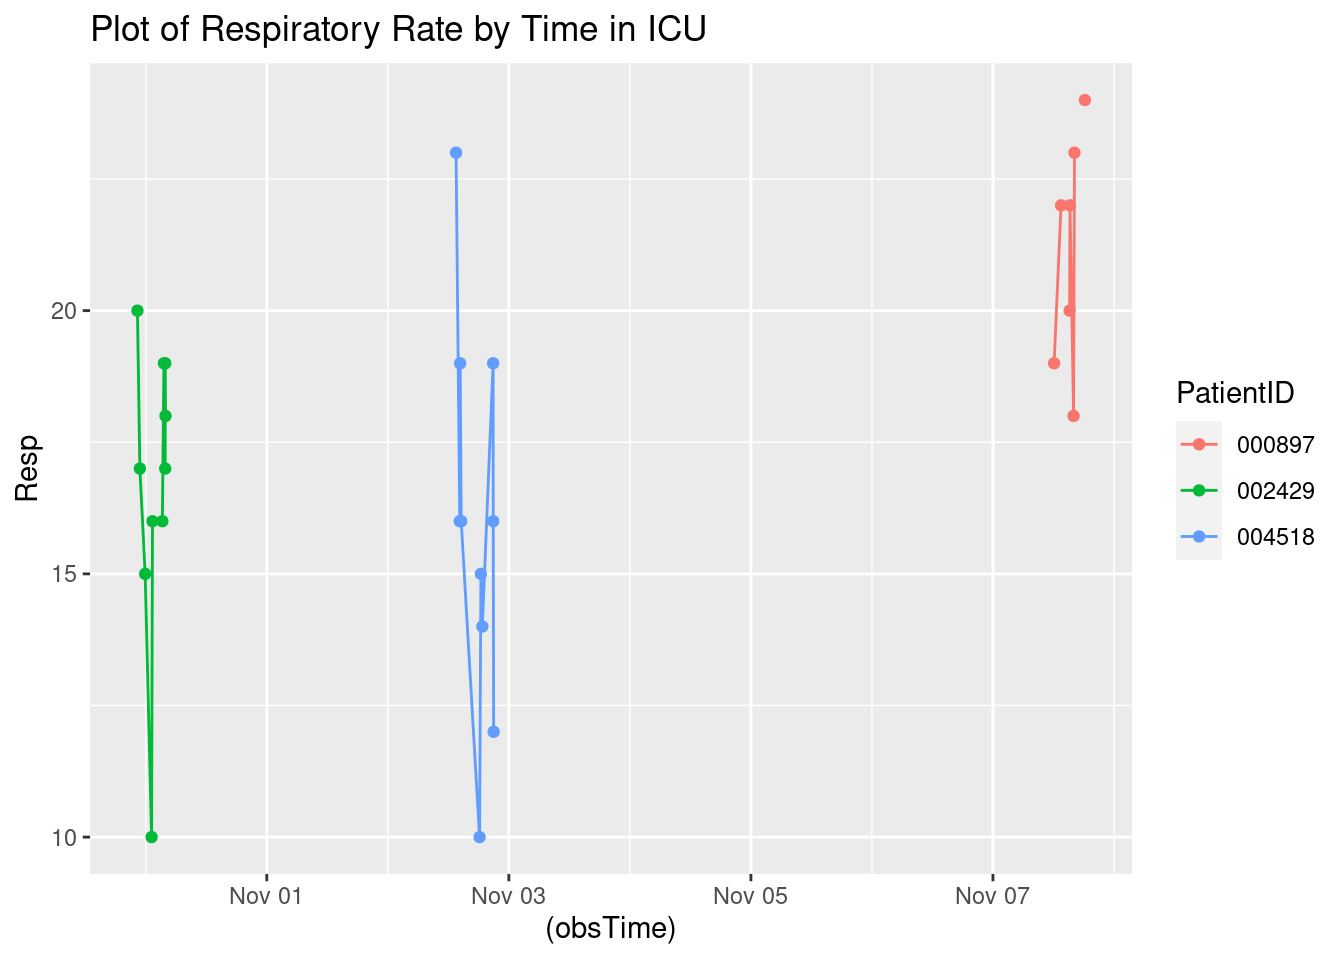 Plot of Respiratory Rate by Time in ICU
Resp
20
15
10
Nov 01
Nov 03
Nov 05
Nov 07
(obsTime)
PatientID
000897
002429
004518